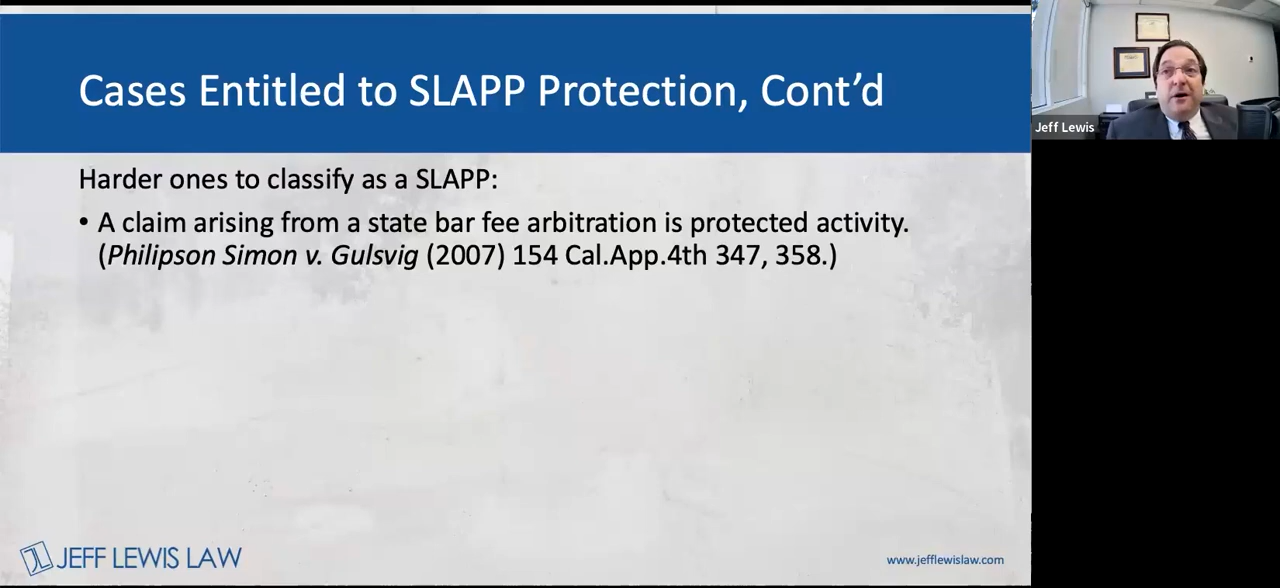 Cases Entitled to SLAPP Protection, Cont’d
Harder ones to classify as a SLAPP:
• A claim arising from a state bar fee arbitration is protected activity.
(Philipson Simon v. Gulsvig (2007) 154 Cal.App.4th 347, 358.)
JEFF LEWIS LAW
www.jefflewislaw.com
Jeff Lewis